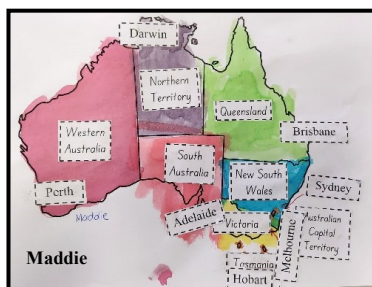 Darwin
Northern
Territory
Queensland
Western
Australia
Brisbane
South
Australia
New South
Wales
Perth
Sydney
Maddie
Adelaide
Victoria
Melbourne
Australian
Capital
Territory
Maddie
Tasmania
Hobart